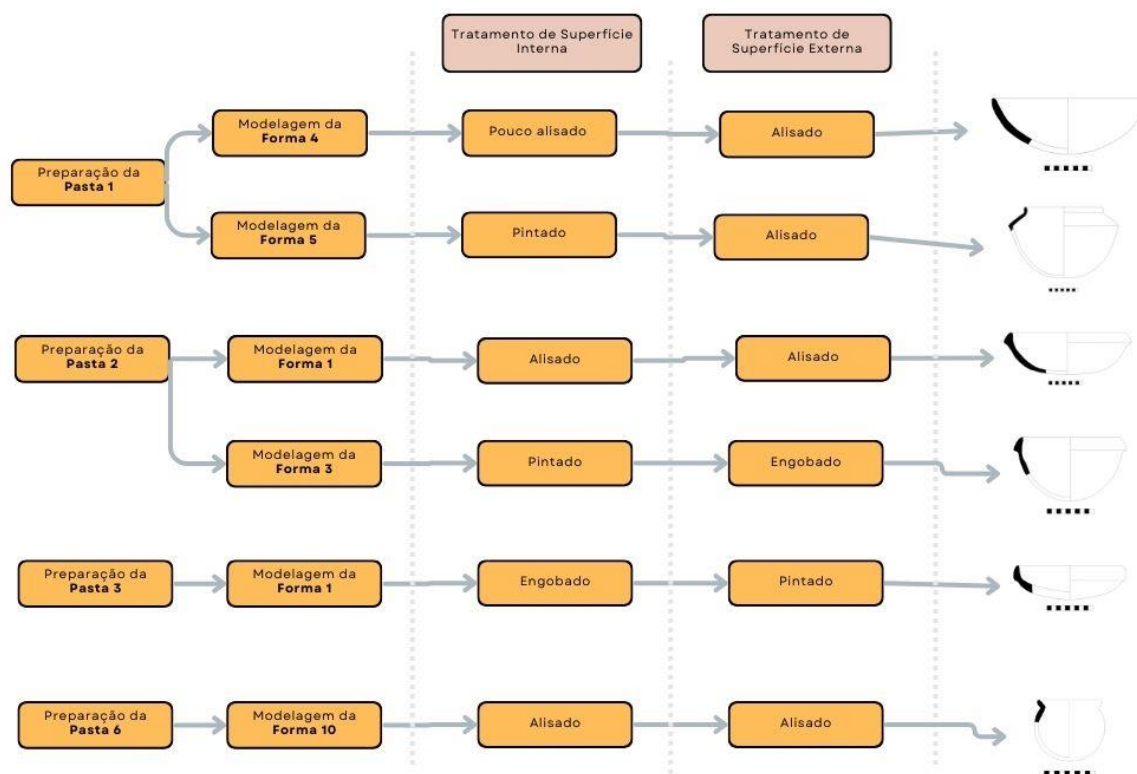 Tratamento de Superfície
Interna
Tratamento de
Superfície Externa
Modelagem da
Forma 4
Pouco alisado
Alisado
Preparação da
Pasta 1
Modelagem da
Forma 5
Pintado
Alisado
Preparação da
Pasta 2
Modelagem da
Forma 1
Alisado
Alisado
Modelagem da
Forma 3
Pintado
Engobado
Preparação da
Pasta 3
Modelagem da
Forma 1
Engobado
Pintado
Preparação da
Pasta 6
Modelagem da
Forma 10
Alisado
Alisado